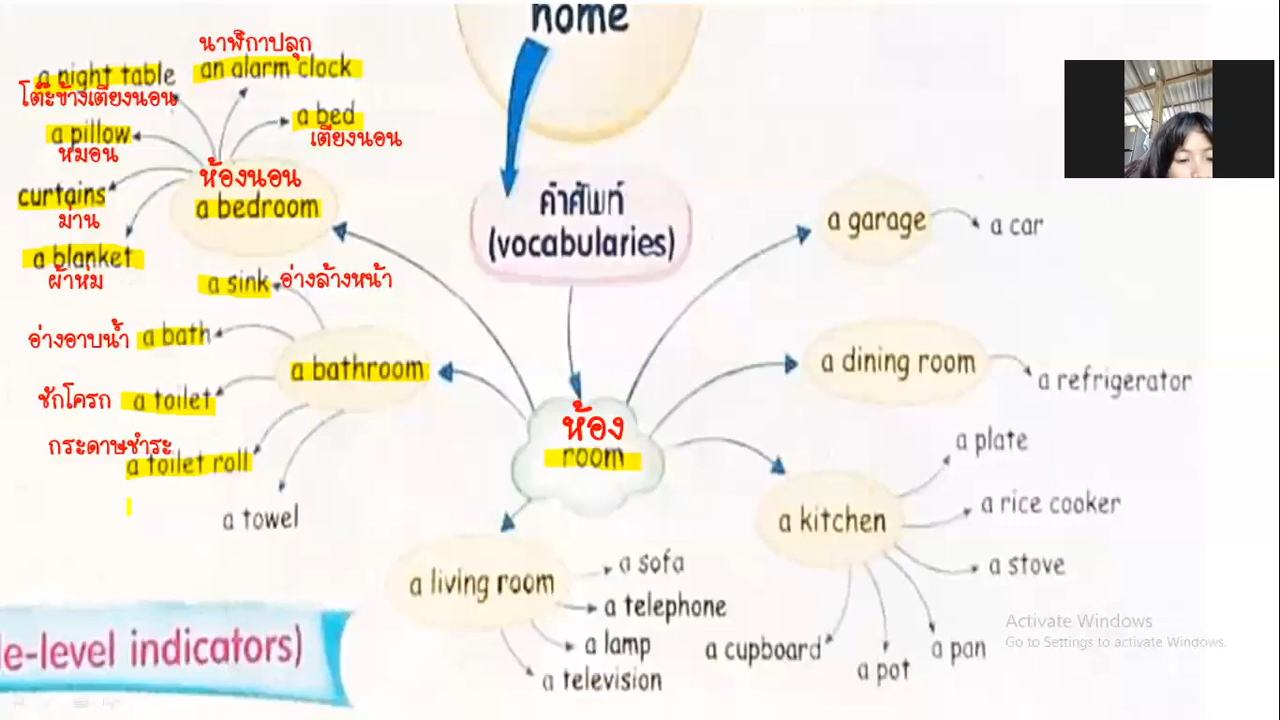 home
คำศัพท์
(vocabularies)
ห้อง
room
ห้องนอน
a bedroom
นาฬิกาปลุก
an alarm clock
a night table
โต๊ะข้างเตียงนอน
a bed
เตียงนอน
a pillow
หมอน
curtains
ม่าน
a blanket
ผ้าห่ม
a bathroom
a sink
อ่างล้างหน้า
อ่างอาบน้ำ
a bath
ชักโครก
a toilet
กระดาษชำระ
a toilet roll
a towel
a living room
a sofa
a telephone
a lamp
a television
a garage
a car
a dining room
a refrigerator
a kitchen
a plate
a rice cooker
a stove
a pan
a pot
a cupboard
le-level indicators)
Activate Windows
Go to Settings to activate Windows.